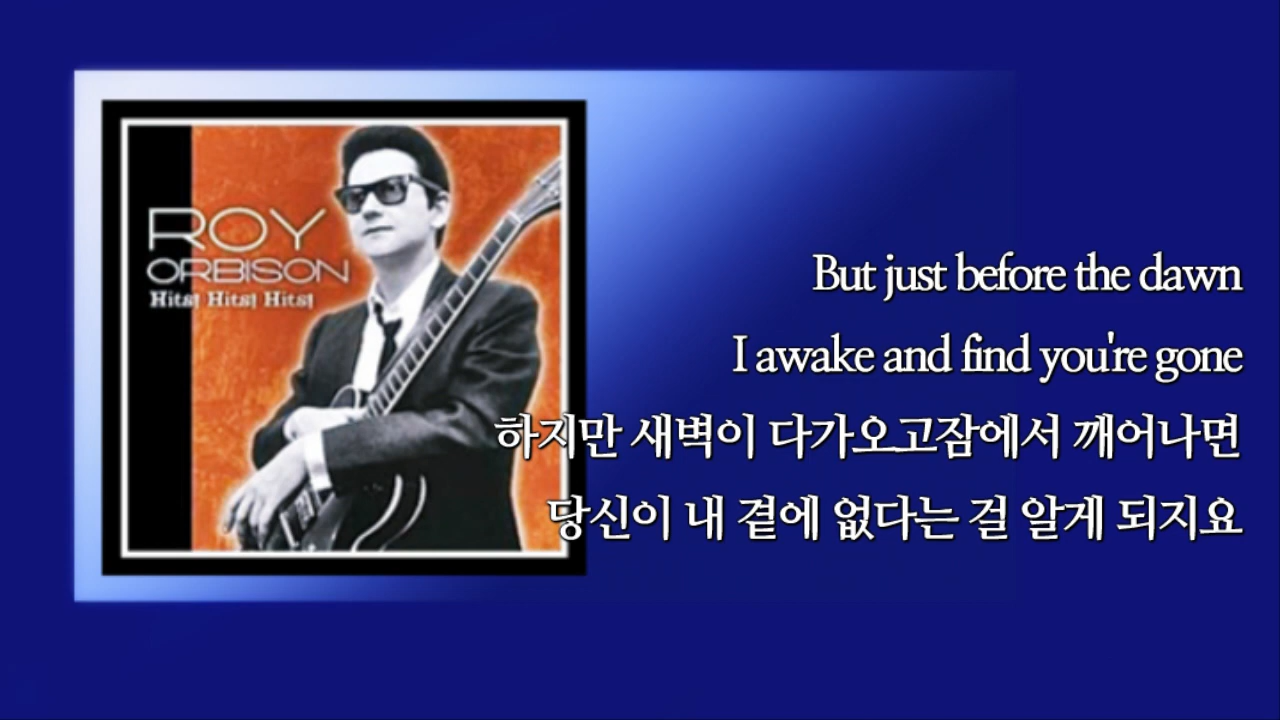 ROY
ORBISON
Hits! Hits! Hits!
But just before the dawn
I awake and find you're gone
하지만 새벽이 다가오고잠에서 깨어나면
당신이 내 곁에 없다는 걸 알게 되지요